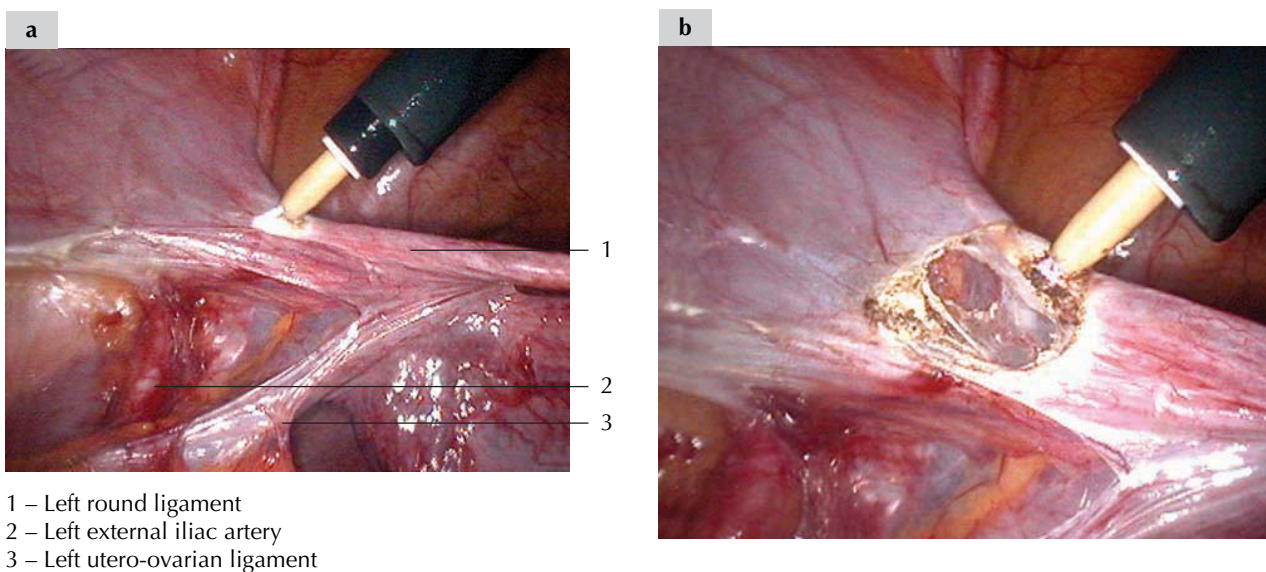 a
b
1
2
3
1 – Left round ligament
2 – Left external iliac artery
3 – Left utero-ovarian ligament